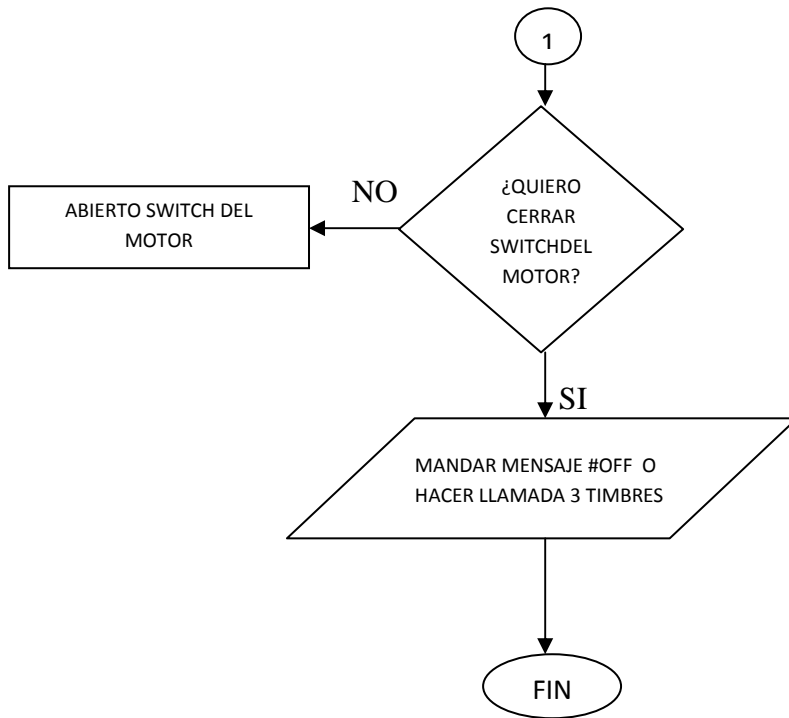 1
¿QUIERO
CERRAR
SWITCHDEL
MOTOR?
NO
ABIERTO SWITCH DEL
MOTOR
SI
MANDAR MENSAJE #OFF O
HACER LLAMADA 3 TIMBRES
FIN